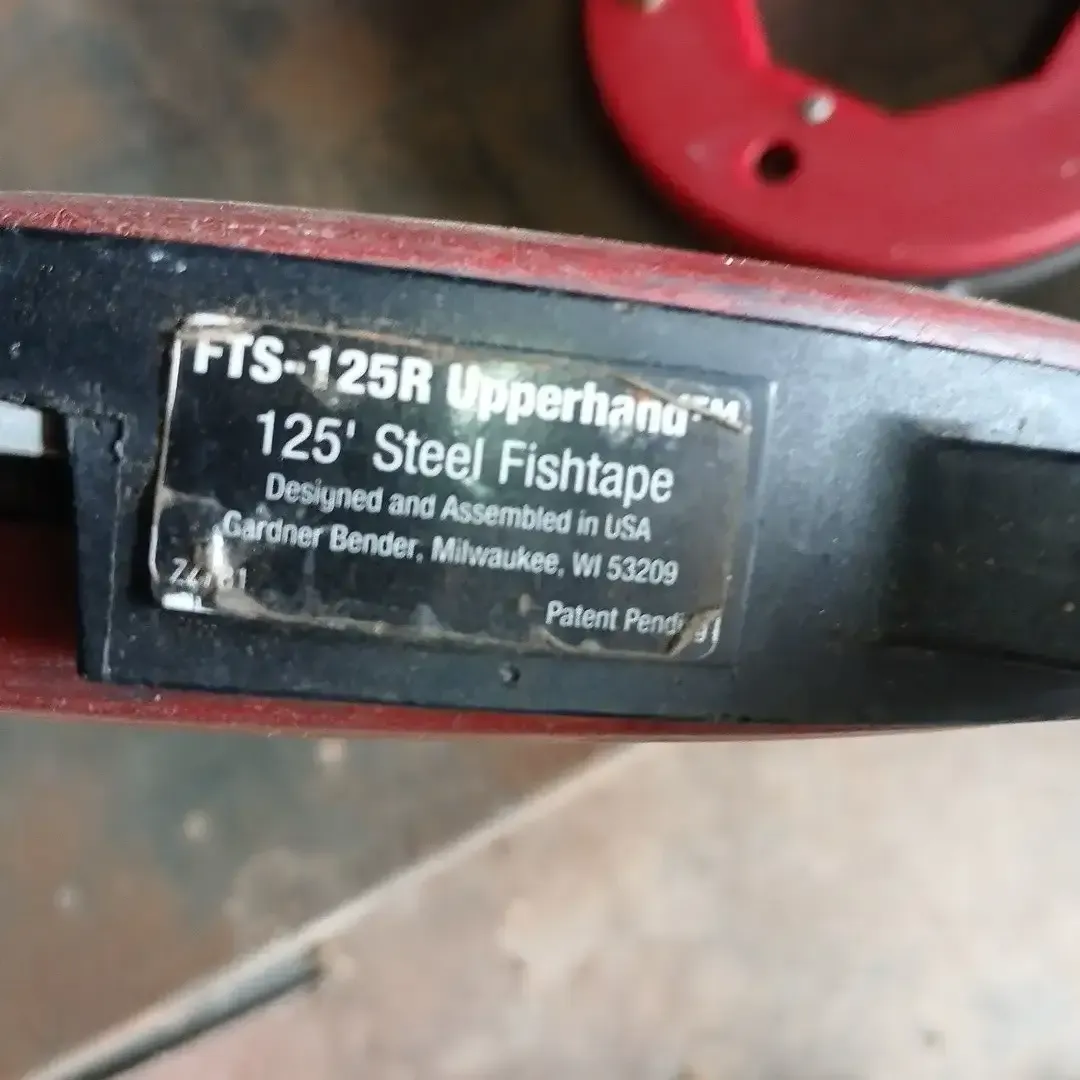 FTS-125R Upperhand™
125' Steel Fishtape
Designed and Assembled in USA
Gardner Bender, Milwaukee, WI 53209
Patent Pending